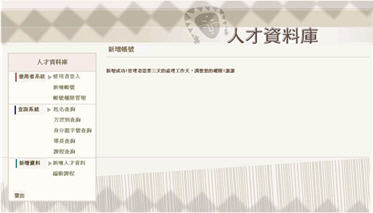 人才資料庫
新增帳號
人才資料庫
使用者系統
使用者登入
新增帳號
帳號權限管理
新增成功!管理者需要三天的處理工作天，調整您的權限!謝謝
查詢系統
姓名查詢
方言別查詢
身分證字號查詢
專長查詢
課程查詢
新增資料
新增人才資料
編輯課程
登出